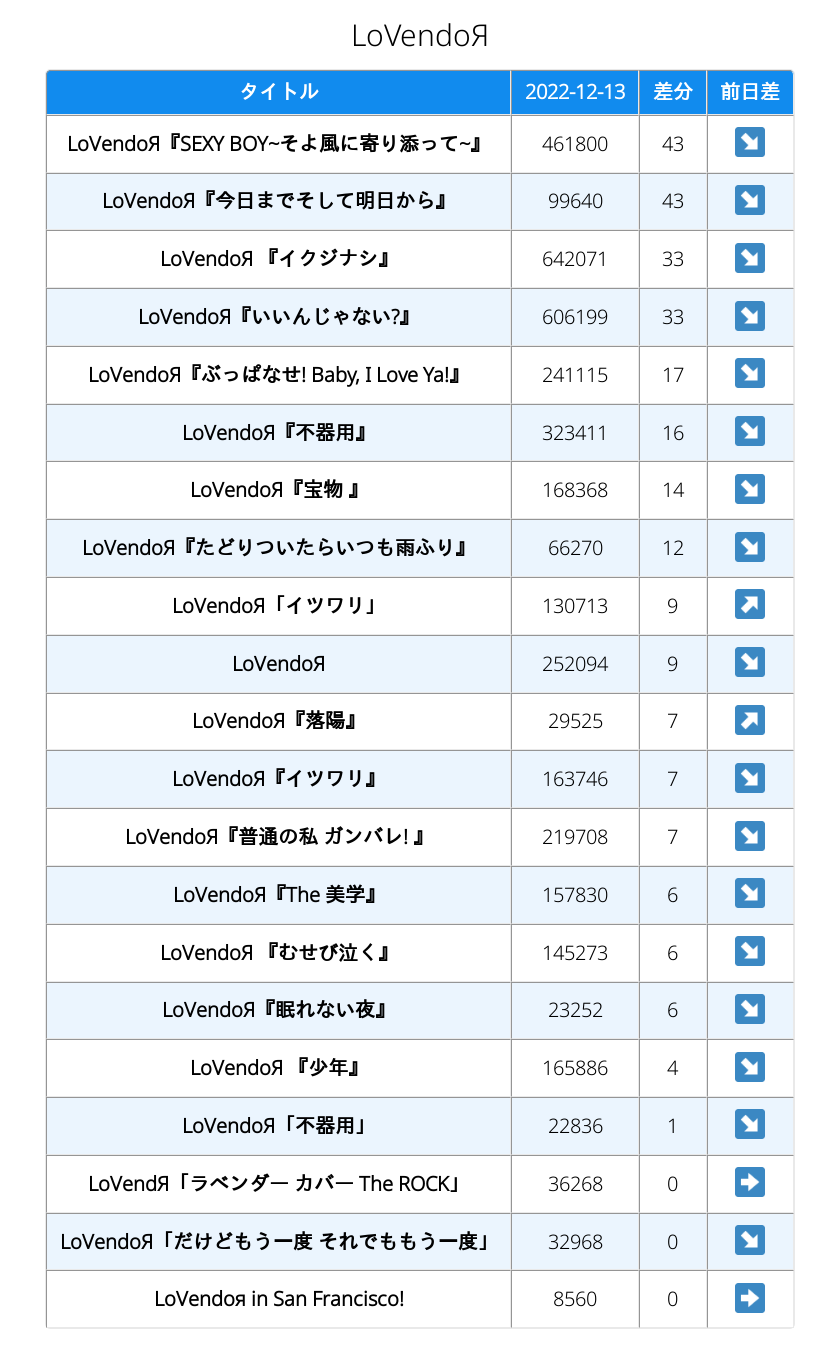 LoVendoЯ
タイトル 2022-12-13 差分 前日差
LoVendoЯ『SEXY BOY~そよ風に寄り添って~』 461800 43 ↘
LoVendoЯ『今日までそして明日から』 99640 43 ↘
LoVendoЯ 『イクジナシ』 642071 33 ↘
LoVendoЯ『いいんじゃない?』 606199 33 ↘
LoVendoЯ『ぶっぱなせ! Baby, I Love Ya!』 241115 17 ↘
LoVendoЯ『不器用』 323411 16 ↘
LoVendoЯ『宝物 』 168368 14 ↘
LoVendoЯ『たどりついたらいつも雨ふり』 66270 12 ↘
LoVendoЯ「イツワリ」 130713 9 ↗
LoVendoЯ 252094 9 ↘
LoVendoЯ『落陽』 29525 7 ↗
LoVendoЯ『イツワリ』 163746 7 ↘
LoVendoЯ『普通の私 ガンバレ! 』 219708 7 ↘
LoVendoЯ『The 美学』 157830 6 ↘
LoVendoЯ 『むせび泣く』 145273 6 ↘
LoVendoЯ『眠れない夜』 23252 6 ↘
LoVendoЯ 『少年』 165886 4 ↘
LoVendoЯ「不器用」 22836 1 ↘
LoVendЯ「ラベンダー カバー The ROCK」 36268 0 ➡
LoVendoЯ「だけどもう一度 それでももう一度」 32968 0 ↘
LoVendoя in San Francisco! 8560 0 ➡